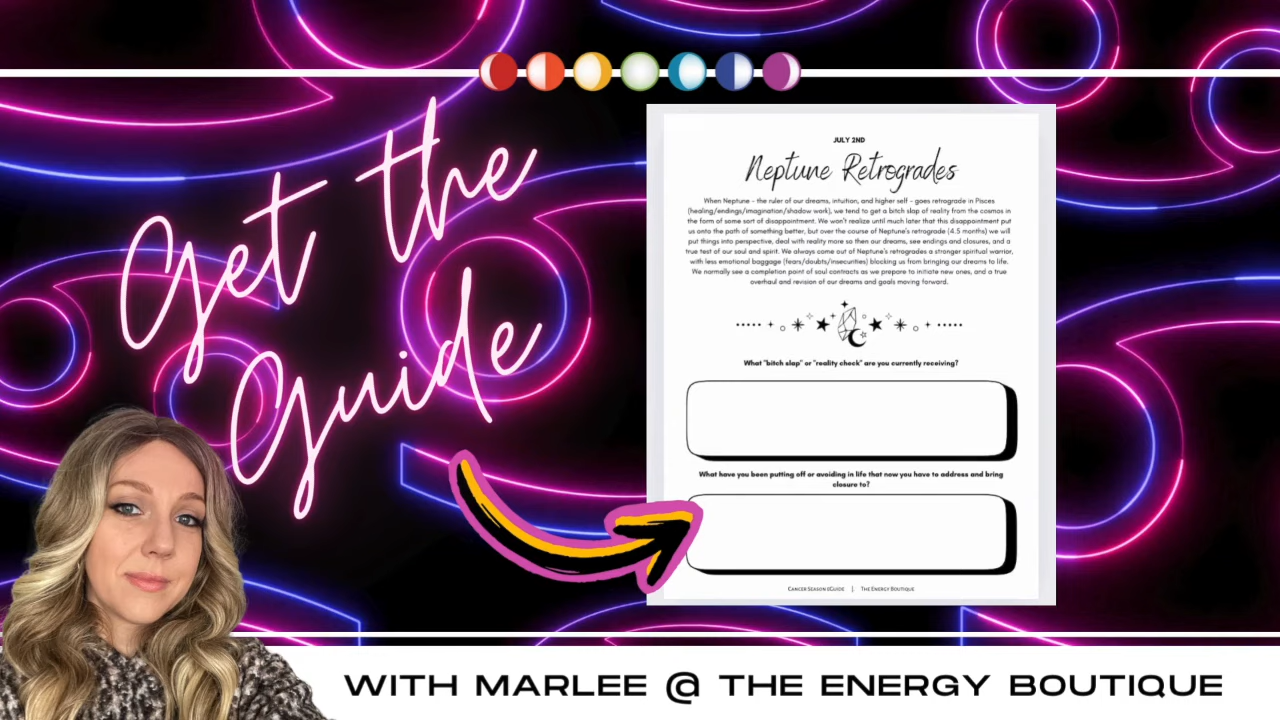 Get the
Guide
JULY 2ND
Neptune Retrogrades
When Neptune - the ruler of our dreams, intuition, and higher self - goes retrograde in Pisces
(healing/endings/imagination/shadow work), we tend to get a bitch slap of reality from the cosmos in
the form of some sort of disappointment. We won't realize until much later that this disappointment put
us onto the path of something better, but over the course of Neptune's retrograde (4.5 months) we will
put things into perspective, deal with reality more so then our dreams, see endings and closures, and a
true test of our soul and spirit. We always come out of Neptune's retrogrades a stronger spiritual warrior,
with less emotional baggage (fears/doubts/insecurities) blocking us from bringing our dreams to life.
We normally see a completion point of soul contracts as we prepare to initiate new ones, and a true
overhaul and revision of our dreams and goals moving forward.
What "bitch slap" or "reality check" are you currently receiving?
What have you been putting off or avoiding in life that now you have to address and bring
closure to?
CANCER SEASON EGUIDE | THE ENERGY BOUTIQUE
WITH MARLEE @ THE ENERGY BOUTIQUE